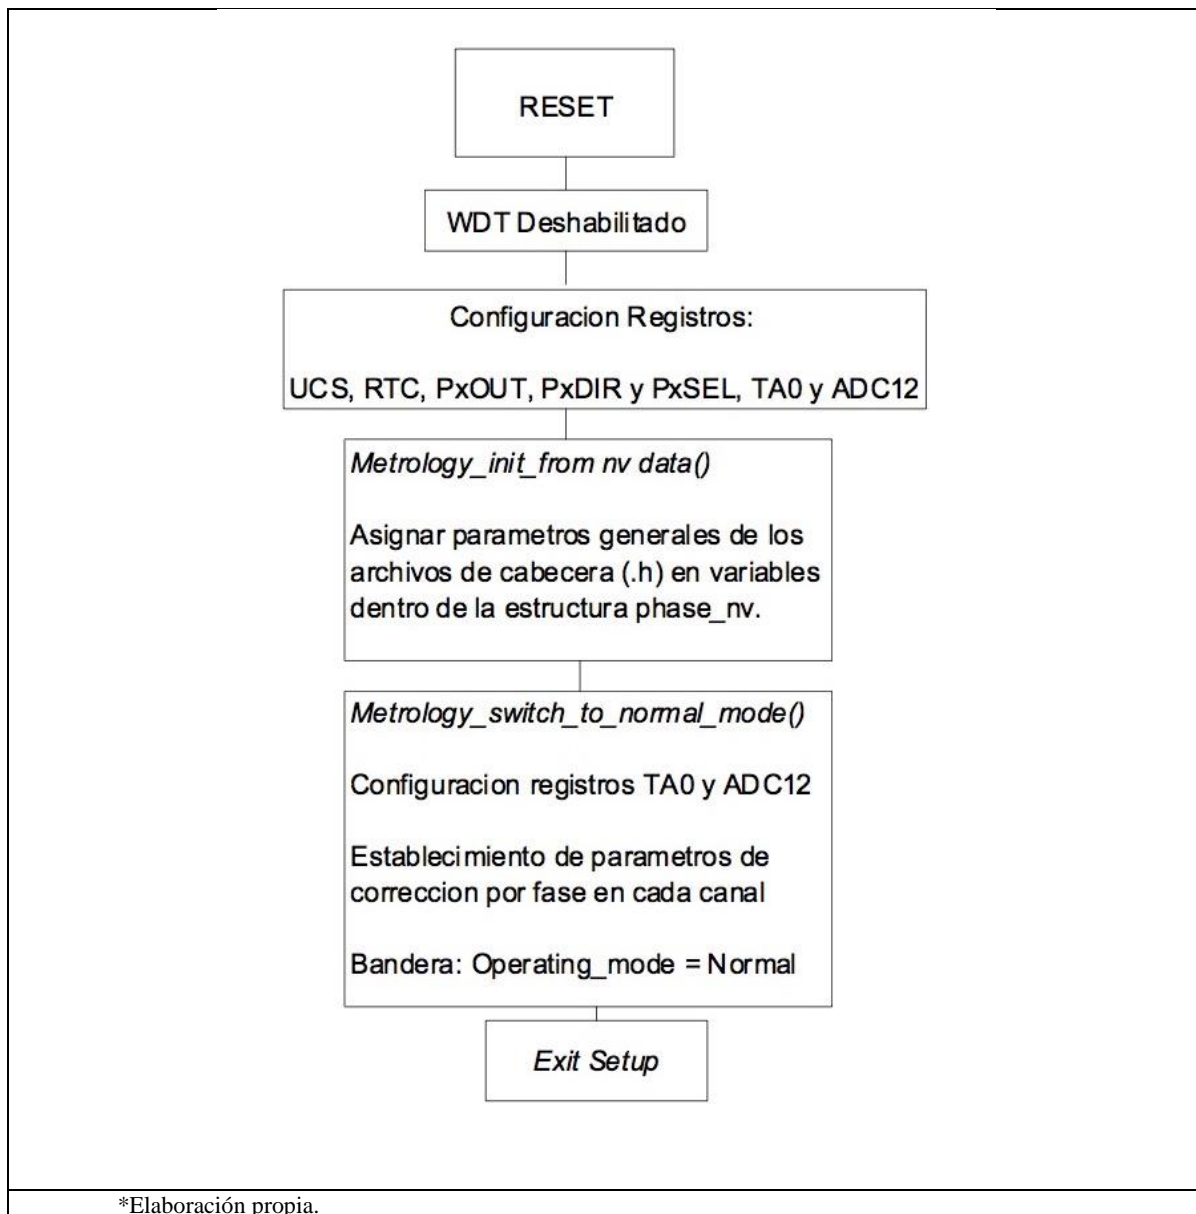 RESET
WDT Deshabilitado
Configuracion Registros:
UCS, RTC, PxOUT, PxDIR y PxSEL, TA0 y ADC12
Metrology_init_from nv data()
Asignar parametros generales de los
archivos de cabecera (.h) en variables
dentro de la estructura phase_nv.
Metrology_switch_to_normal_mode()
Configuracion registros TA0 y ADC12
Establecimiento de parametros de
correccion por fase en cada canal
Bandera: Operating_mode = Normal
Exit Setup
*Elaboración propia.